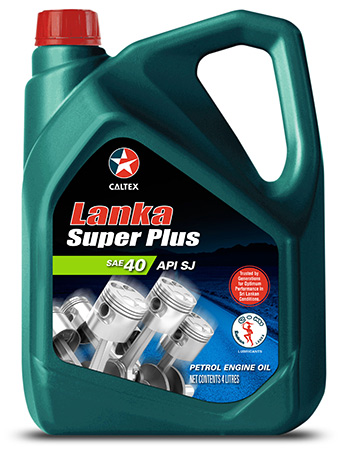 CALTEX
Lanka
Super Plus
SAE 40 API SJ
Trusted by
Generations
for Optimum
Performance in
Sri Lankan
Conditions.
LUBRICANTS
PETROL ENGINE OIL
NET CONTENTS 4 LITRES